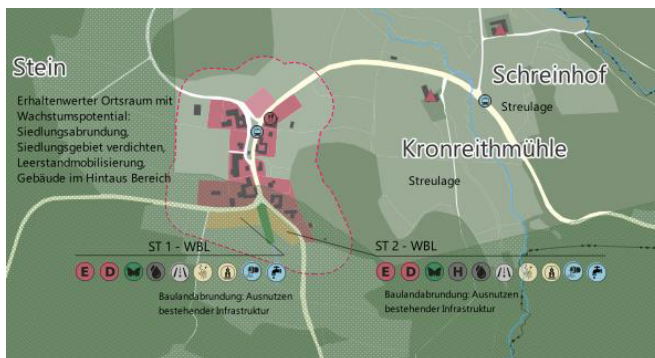 Stein
Erhaltenwerter Ortsraum mit
Wachstumspotential:
Siedlungsabrundung,
Siedlungsgebiet verdichten,
Leerstandmobilisierung,
Gebäude im Hintaus Bereich
Schreinhof
Streulage
Kronreithmühle
Streulage
ST 1 - WBL
E D
Baulandabrundung: Ausnutzen
bestehender Infrastruktur
ST 2 - WBL
E D H
Baulandabrundung: Ausnutzen
bestehender Infrastruktur